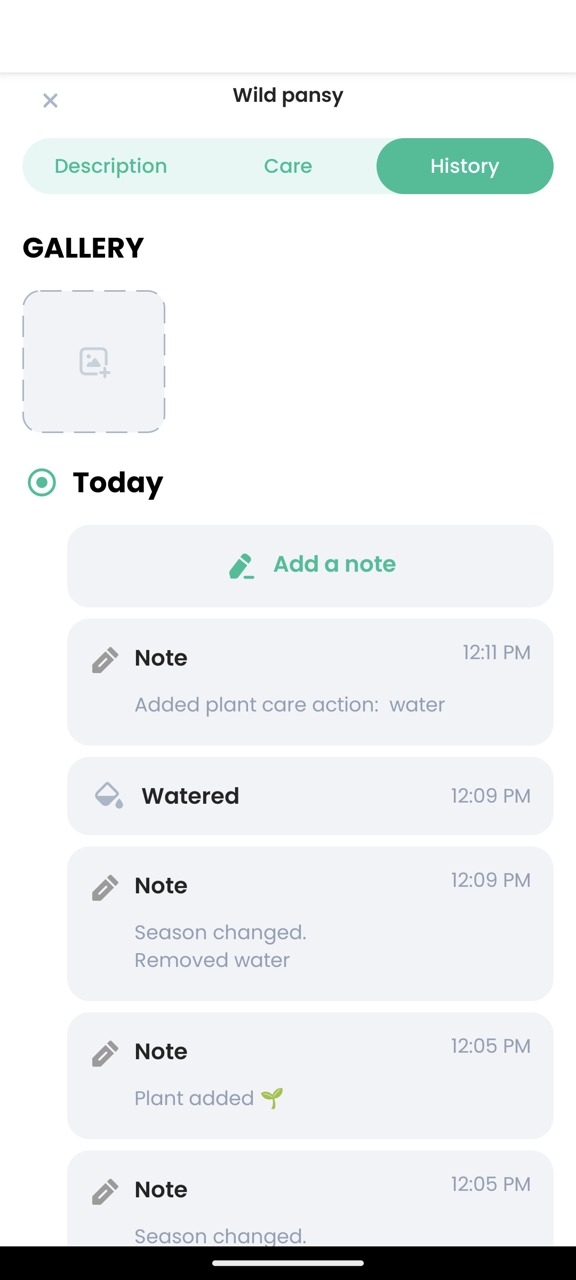 Wild pansy
Description
Care
History
GALLERY
Today
Add a note
Note
12:11 PM
Added plant care action:  water
Watered
12:09 PM
Note
12:09 PM
Season changed.
Removed water
Note
12:05 PM
Plant added 🌱
Note
12:05 PM
Season changed.